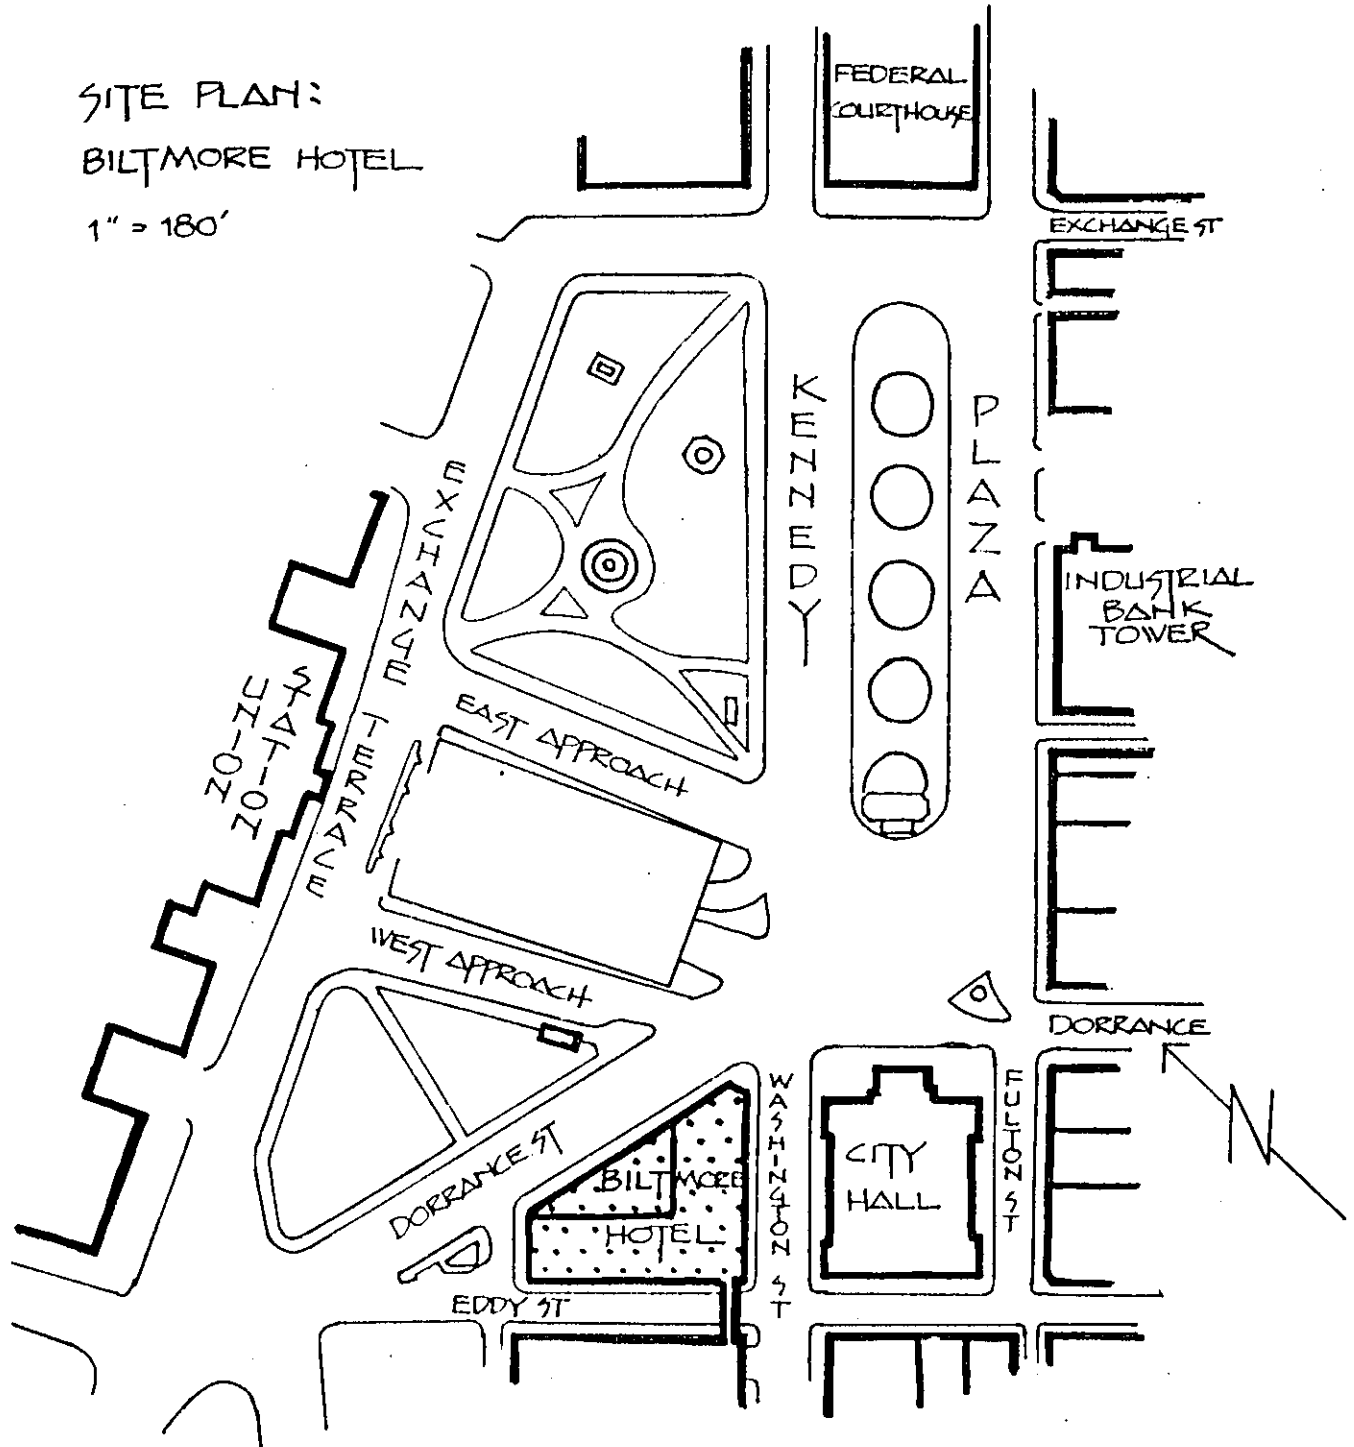 SITE PLAN:
BILTMORE HOTEL
1" = 180'
FEDERAL
COURTHOUSE
EXCHANGE ST
KENNEDY
PLAZA
EXCHANGE TERRACE
INDUSTRIAL
BANK
TOWER
UNION
STATION
EAST APPROACH
WEST APPROACH
DORRANCE
WASHINGTON ST
FULTON ST
CITY
HALL
DORRANCE ST
BILTMORE
HOTEL
EDDY ST
N